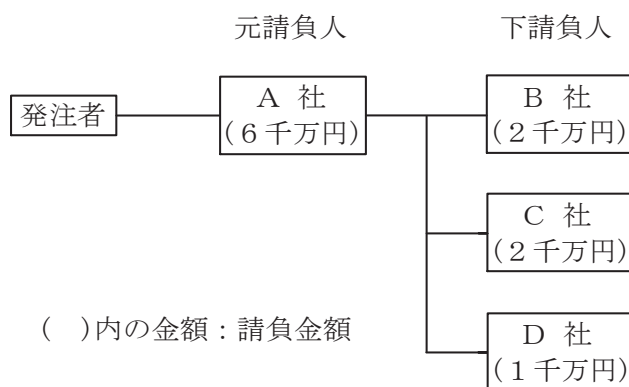 元請負人
下請負人
発注者
A 社
(6千万円)
B 社
(2千万円)
C 社
(2千万円)
D 社
(1千万円)
( )内の金額：請負金額